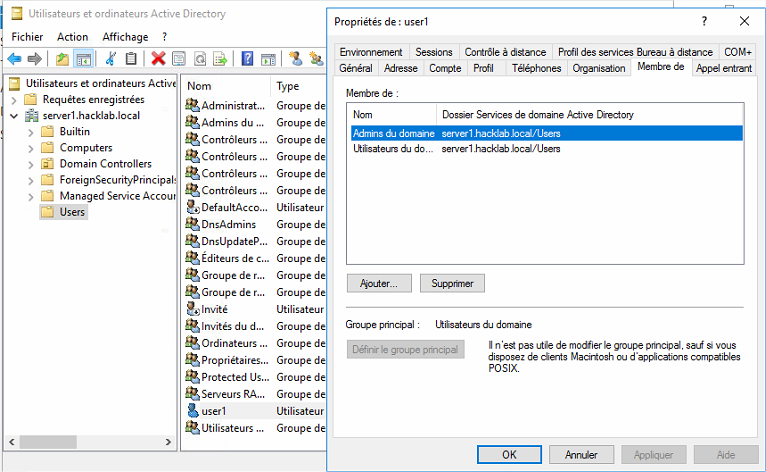 Utilisateurs et ordinateurs Active Directory
Fichier Action Affichage ?
Utilisateurs et ordinateurs Active
Requêtes enregistrées
server1.hacklab.local
Builtin
Computers
Domain Controllers
ForeignSecurityPrincipals
Managed Service Accour
Users
Nom Type
Administrat... Groupe de
Admins du ... Groupe de
Contrôleurs ... Groupe de
Contrôleurs ... Groupe de
Contrôleurs ... Groupe de
Contrôleurs ... Groupe de
DefaultAcco... Utilisateur
DnsAdmins Groupe de
DnsUpdateP... Groupe de
Éditeurs de c... Groupe de
Groupe de r... Groupe de
Groupe de r... Groupe de
Invité Utilisateur
Invités du d... Groupe de
Ordinateurs ... Groupe de
Propriétaires... Groupe de
Protected Us... Groupe de
Serveurs RA... Groupe de
user1 Utilisateur
Utilisateurs ... Groupe de
Propriétés de : user1
?
Environnement Sessions Contrôle à distance Profil des services Bureau à distance COM+
Général Adresse Compte Profil Téléphones Organisation Membre de Appel entrant
Membre de :
Nom Dossier Services de domaine Active Directory
Admins du domaine server1.hacklab.local/Users
Utilisateurs du do... server1.hacklab.local/Users
Ajouter... Supprimer
Groupe principal : Utilisateurs du domaine
Définir le groupe principal
Il n'est pas utile de modifier le groupe principal, sauf si vous
disposez de clients Macintosh ou d'applications compatibles
POSIX.
OK Annuler Appliquer Aide